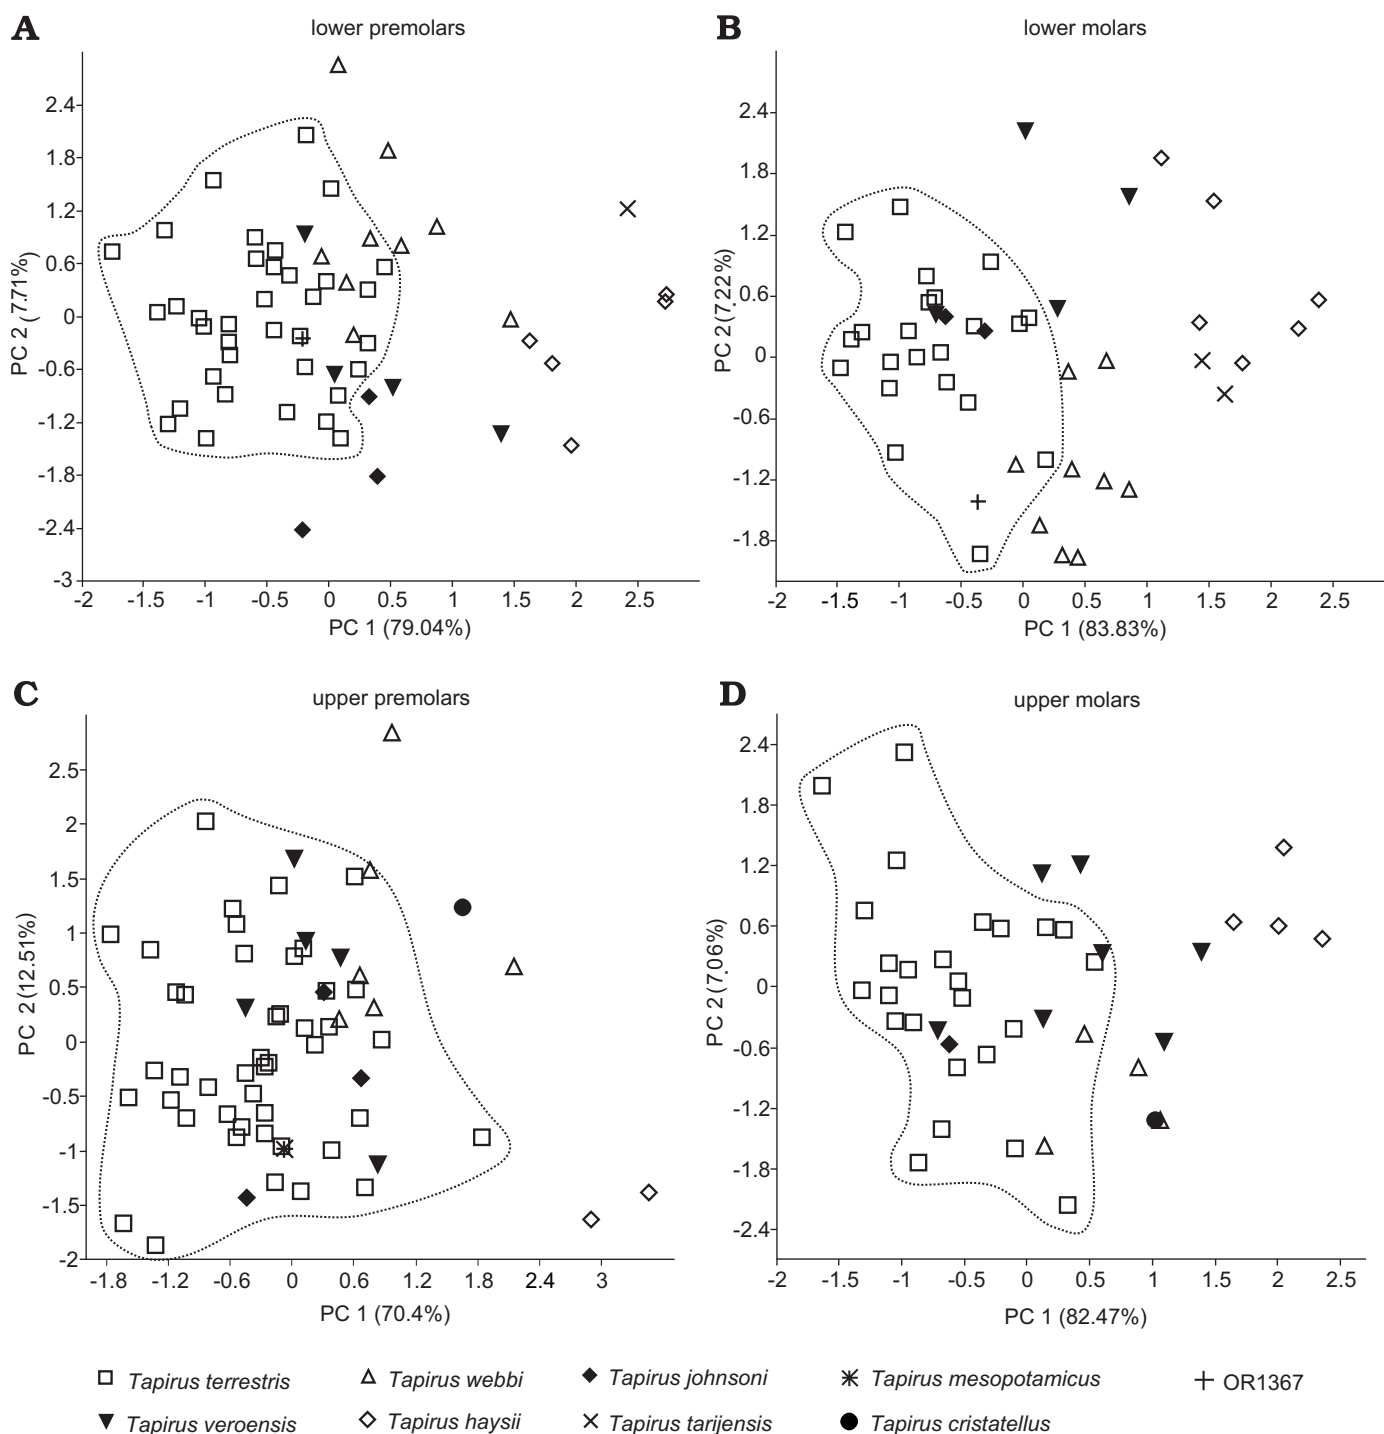 A
lower premolars
PC 2 (7.71%)
2.4
1.8
1.2
0.6
0
-0.6
-1.2
-1.8
-2.4
-3
-2 -1.5 -1 -0.5 0 0.5 1 1.5 2 2.5
PC 1 (79.04%)
B
lower molars
PC 2 (7.22%)
2.4
1.8
1.2
0.6
0
-0.6
-1.2
-1.8
-2 -1.5 -1 -0.5 0 0.5 1 1.5 2 2.5
PC 1 (83.83%)
C
upper premolars
PC 2 (12.51%)
2.5
2
1.5
1
0.5
0
-0.5
-1
-1.5
-2
-1.8 -1.2 -0.6 0 0.6 1.2 1.8 2.4 3
PC 1 (70.4%)
D
upper molars
PC 2 (7.06%)
2.4
1.8
1.2
0.6
0
-0.6
-1.2
-1.8
-2.4
-2 -1.5 -1 -0.5 0 0.5 1 1.5 2 2.5
PC 1 (82.47%)
Tapirus terrestris
Tapirus webbi
Tapirus johnsoni
Tapirus mesopotamicus
OR1367
Tapirus veroensis
Tapirus haysii
Tapirus tarijensis
Tapirus cristatellus